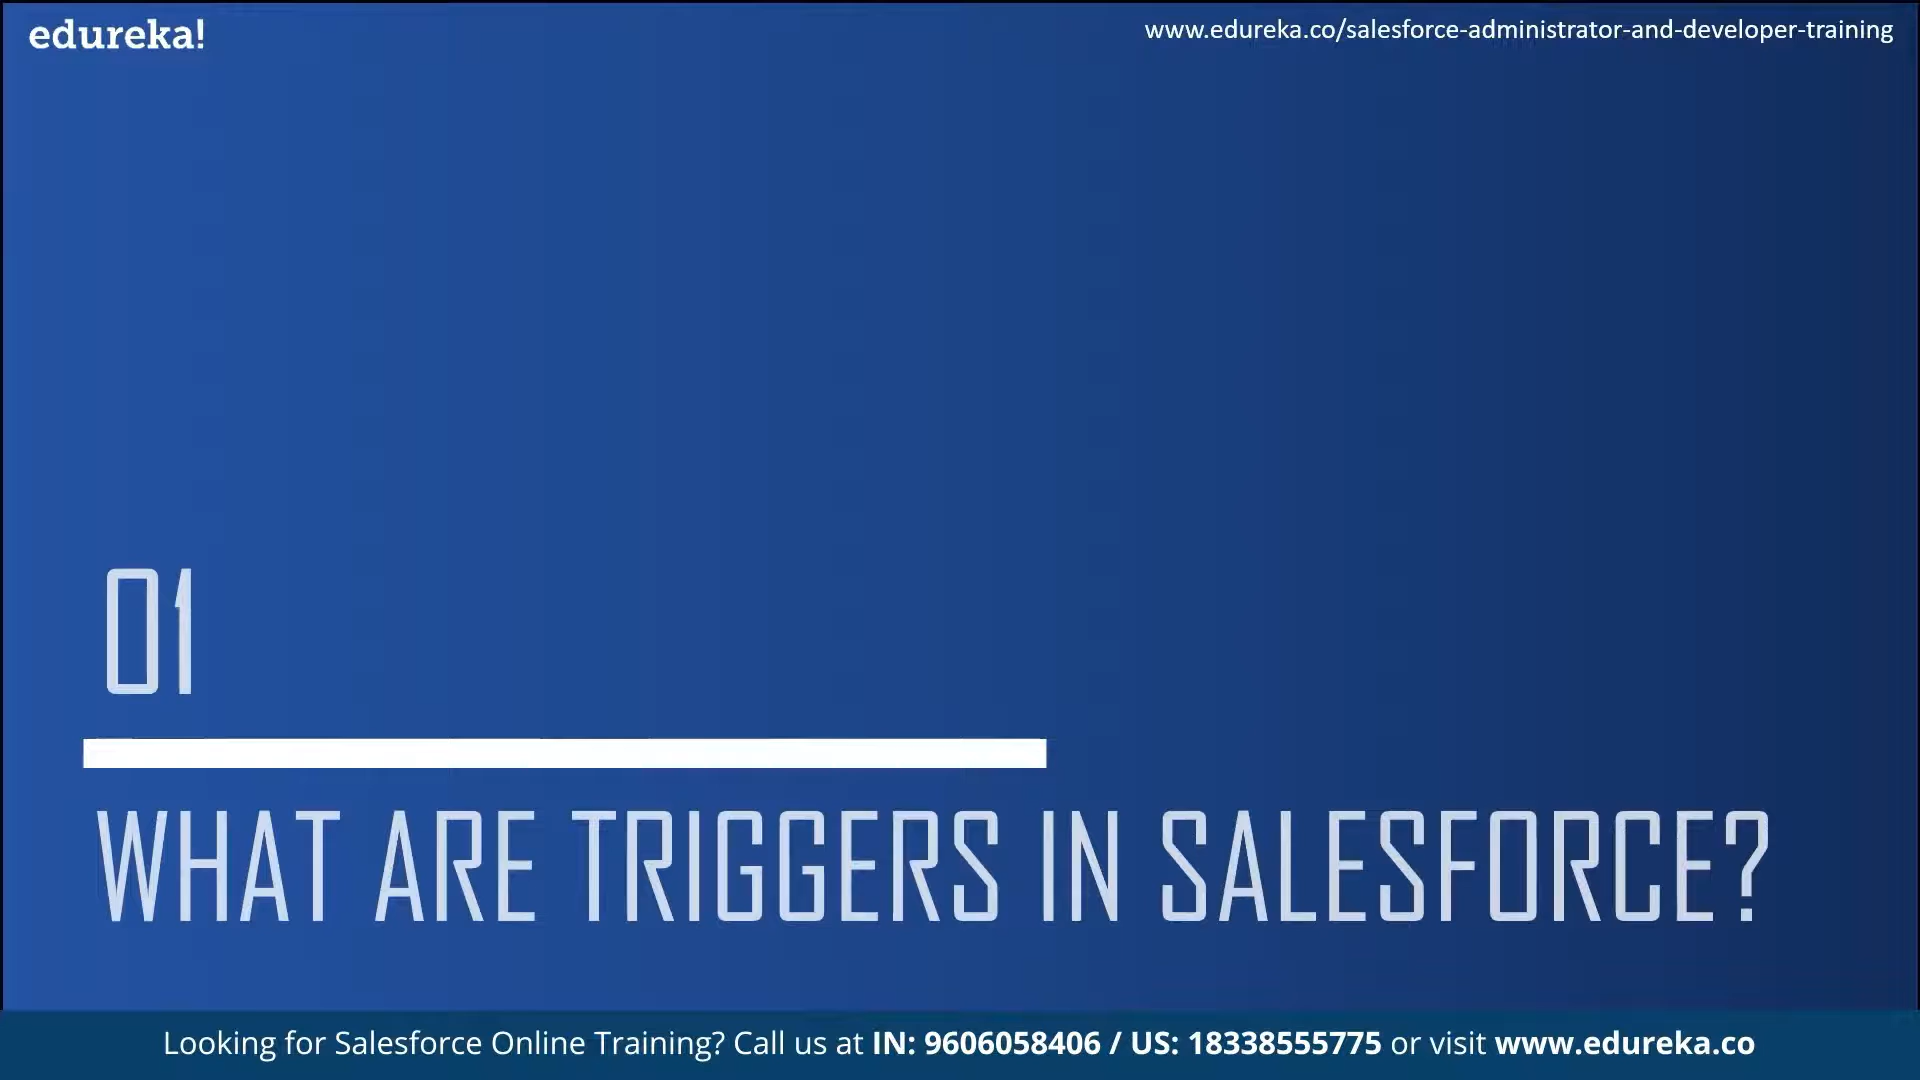 edureka!
www.edureka.co/salesforce-administrator-and-developer-training
01
WHAT ARE TRIGGERS IN SALESFORCE?
Looking for Salesforce Online Training? Call us at IN: 9606058406 / US: 18338555775 or visit www.edureka.co